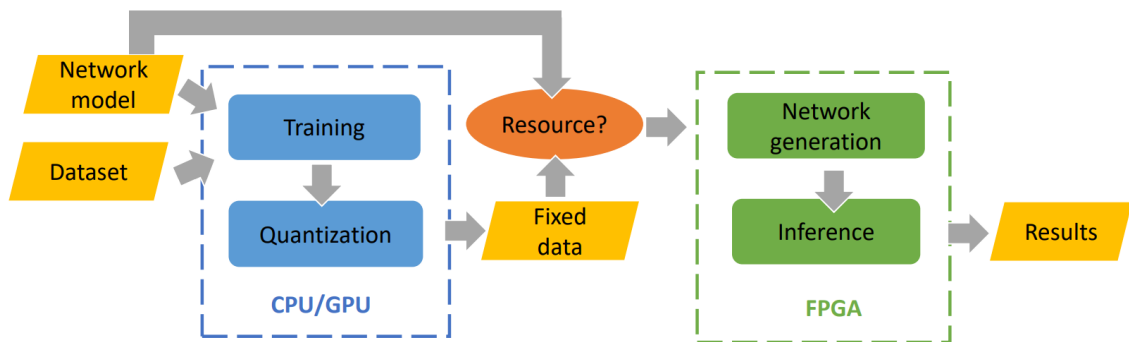 Network
model
Dataset
Training
Quantization
CPU/GPU
Resource?
Fixed
data
Network
generation
Inference
FPGA
Results